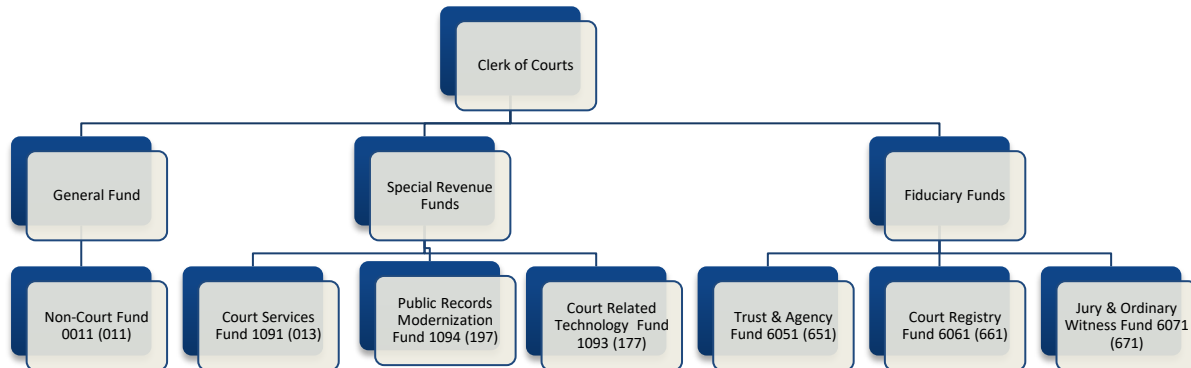 Clerk of Courts
General Fund
Special Revenue
Funds
Fiduciary Funds
Non-Court Fund
0011 (011)
Court Services
Fund 1091 (013)
Public Records
Modernization
Fund 1094 (197)
Court Related
Technology Fund
1093 (177)
Trust & Agency
Fund 6051 (651)
Court Registry
Fund 6061 (661)
Jury & Ordinary
Witness Fund 6071
(671)